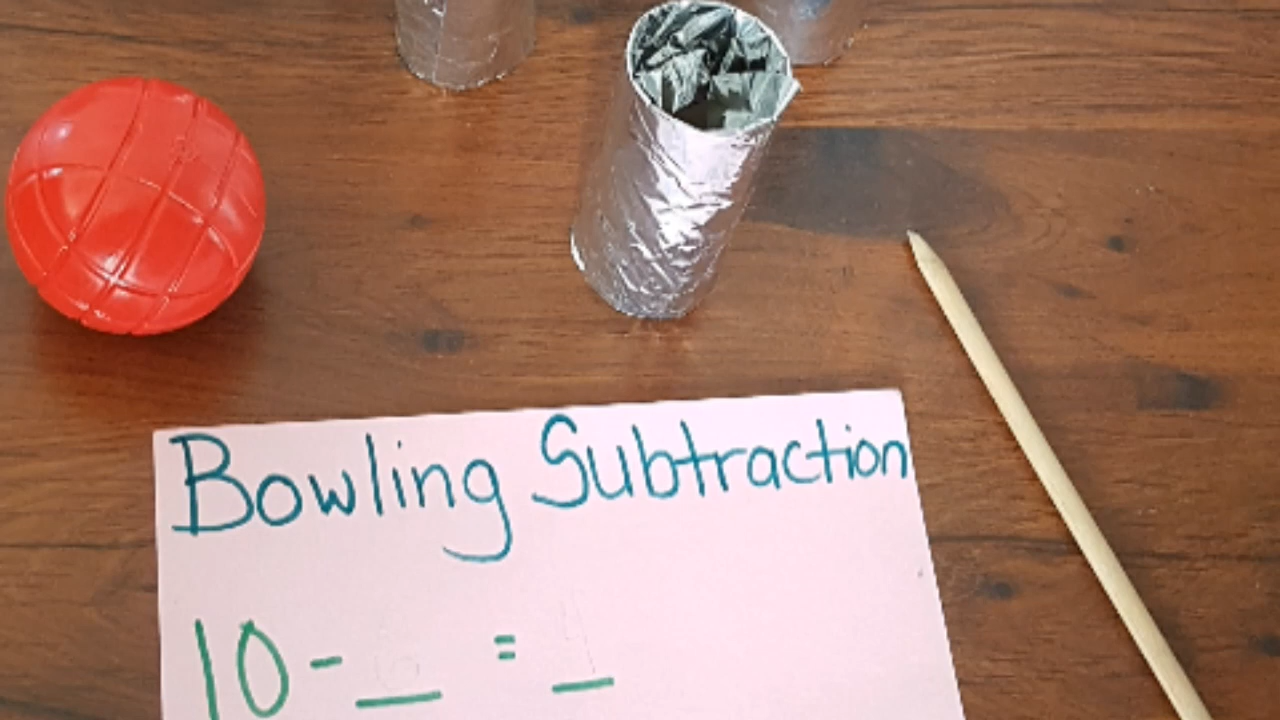 Bowling Subtraction
10 - __ = __